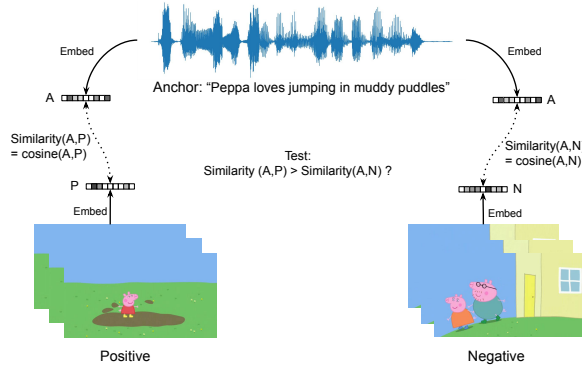 Embed
Embed
Anchor: “Peppa loves jumping in muddy puddles”
A
A
Similarity(A,P)
= cosine(A,P)
Similarity(A,N
= cosine(A,N)
Test:
Similarity (A,P) > Similarity(A,N) ?
P
N
Embed
Embed
Positive
Negative